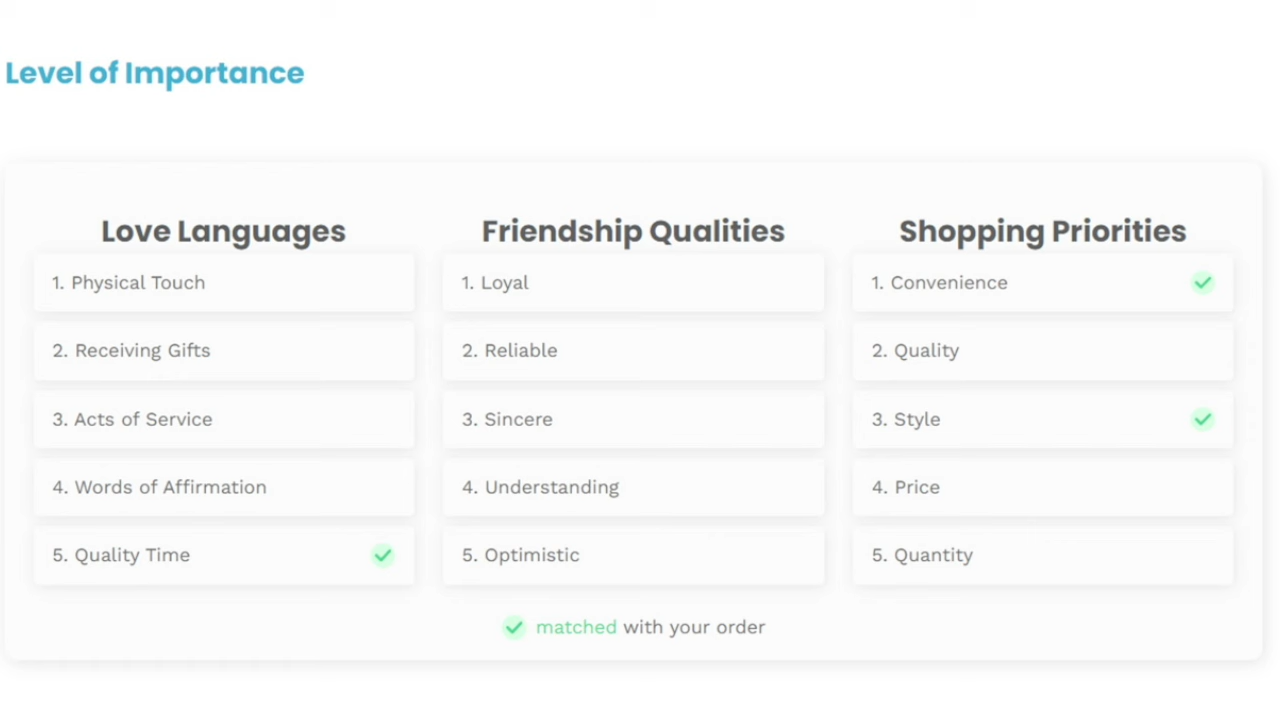 Level of Importance
Love Languages
1. Physical Touch
2. Receiving Gifts
3. Acts of Service
4. Words of Affirmation
5. Quality Time
Friendship Qualities
1. Loyal
2. Reliable
3. Sincere
4. Understanding
5. Optimistic
Shopping Priorities
1. Convenience
2. Quality
3. Style
4. Price
5. Quantity
matched with your order